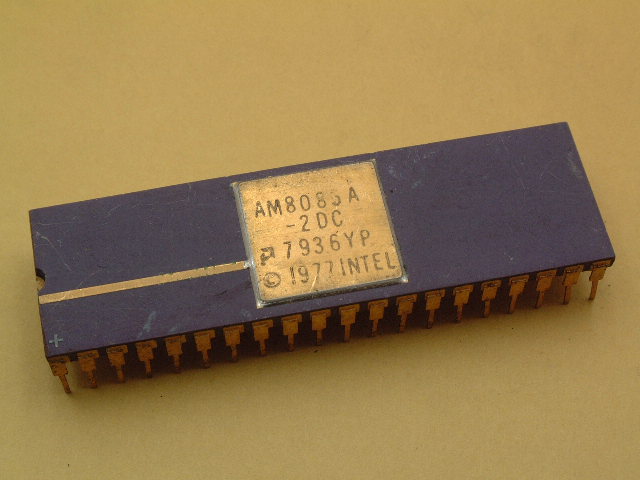 AM8085A
-2DC
7936YP
© 1977 INTEL
+